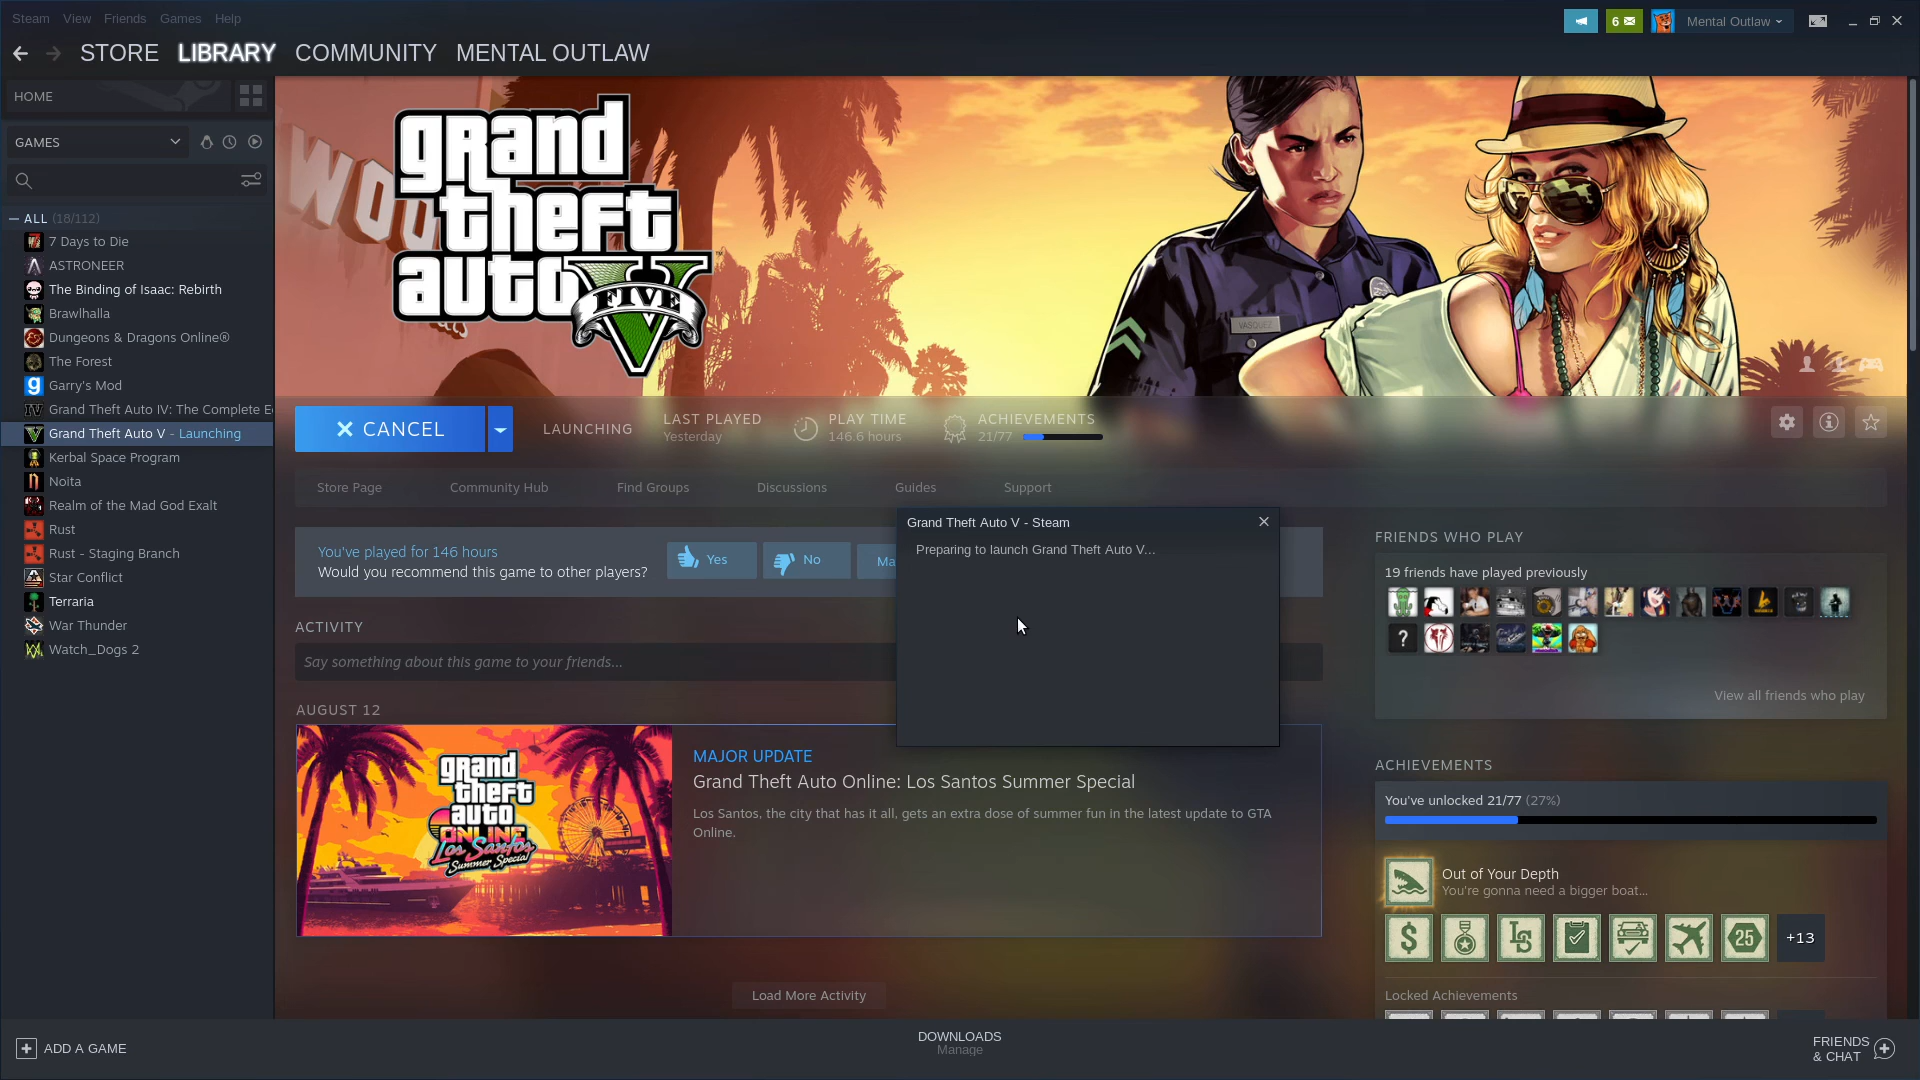 Steam View Friends Games Help
6 Mental Outlaw
STORE LIBRARY COMMUNITY MENTAL OUTLAW
HOME
GAMES
ALL (18/112)
7 Days to Die
ASTRONEER
The Binding of Isaac: Rebirth
Brawlhalla
Dungeons & Dragons Online®
The Forest
Garry's Mod
Grand Theft Auto IV: The Complete E
Grand Theft Auto V - Launching
Kerbal Space Program
Noita
Realm of the Mad God Exalt
Rust
Rust - Staging Branch
Star Conflict
Terraria
War Thunder
Watch_Dogs 2
grand
theft
auto
V
FIVE
VASQUEZ
CANCEL
LAUNCHING
LAST PLAYED
Yesterday
PLAY TIME
146.6 hours
ACHIEVEMENTS
21/77
Store Page Community Hub Find Groups Discussions Guides Support
You've played for 146 hours
Would you recommend this game to other players?
Yes No Ma
Grand Theft Auto V - Steam
Preparing to launch Grand Theft Auto V...
ACTIVITY
Say something about this game to your friends...
AUGUST 12
grand
theft
auto
ONLINE
Los Santos
Summer Special
MAJOR UPDATE
Grand Theft Auto Online: Los Santos Summer Special
Los Santos, the city that has it all, gets an extra dose of summer fun in the latest update to GTA
Online.
Load More Activity
FRIENDS WHO PLAY
19 friends have played previously
?
View all friends who play
ACHIEVEMENTS
You've unlocked 21/77 (27%)
Out of Your Depth
You're gonna need a bigger boat...
$ LS 25 +13
Locked Achievements
ADD A GAME
DOWNLOADS
Manage
FRIENDS
& CHAT